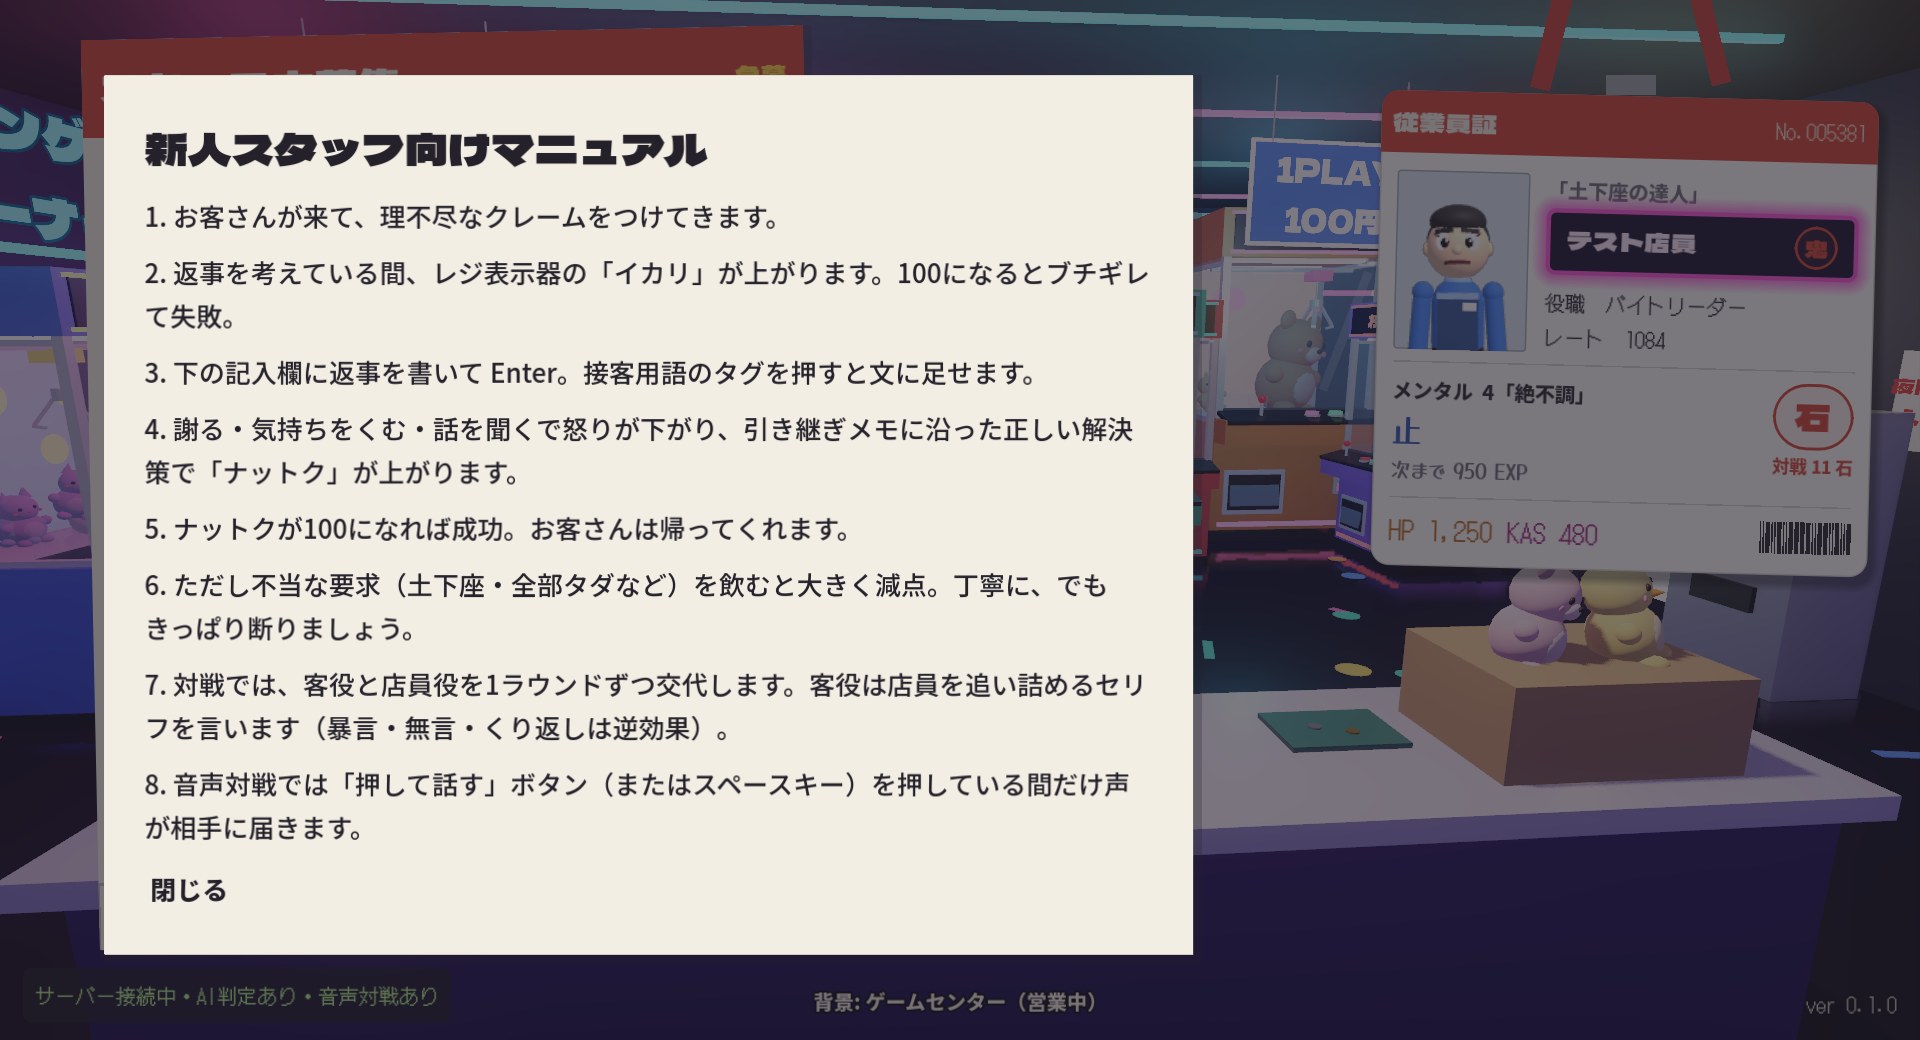 新人スタッフ向けマニュアル
1. お客さんが来て、理不尽なクレームをつけてきます。
2. 返事を考えている間、レジ表示器の「イカリ」が上がります。100になるとブチギレ
て失敗。
3. 下の記入欄に返事を書いて Enter。接客用語のタグを押すと文に足せます。
4. 謝る・気持ちをくむ・話を聞くで怒りが下がり、引き継ぎメモに沿った正しい解決
策で「ナットク」が上がります。
5. ナットクが100になれば成功。お客さんは帰ってくれます。
6. ただし不当な要求（土下座・全部タダなど）を飲むと大きく減点。丁寧に、でも
きっぱり断りましょう。
7. 対戦では、客役と店員役を1ラウンドずつ交代します。客役は店員を追い詰めるセリ
フを言います（暴言・無言・くり返しは逆効果）。
8. 音声対戦では「押して話す」ボタン（またはスペースキー）を押している間だけ声
が相手に届きます。
閉じる
1PLAY
100円
従業員証
No.005381
「土下座の達人」
テスト店員
役職 バイトリーダー
レート 1084
メンタル 4「絶不調」
止
石
次まで 950 EXP
対戦 11 石
HP 1,250 KAS 480
サーバー接続中・AI判定あり・音声対戦あり
背景: ゲームセンター（営業中）
ver 0.1.0